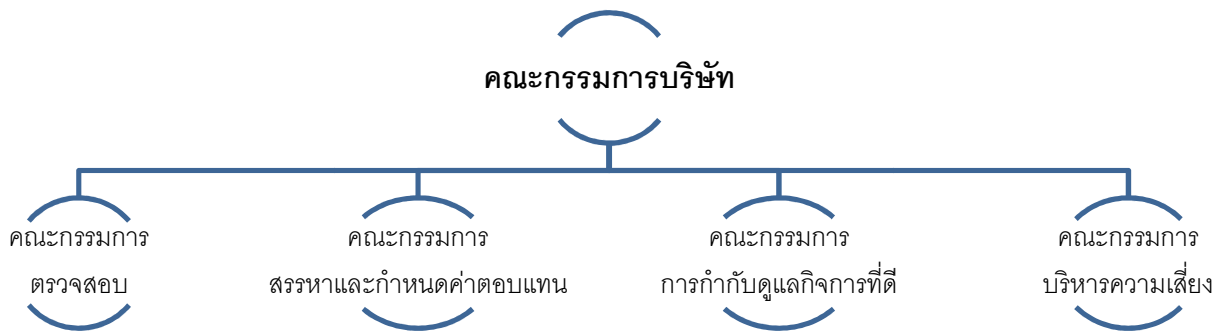 คณะกรรมการบริษัท
คณะกรรมการ
ตรวจสอบ
คณะกรรมการ
สรรหาและกำหนดค่าตอบแทน
คณะกรรมการ
การกำกับดูแลกิจการที่ดี
คณะกรรมการ
บริหารความเสี่ยง